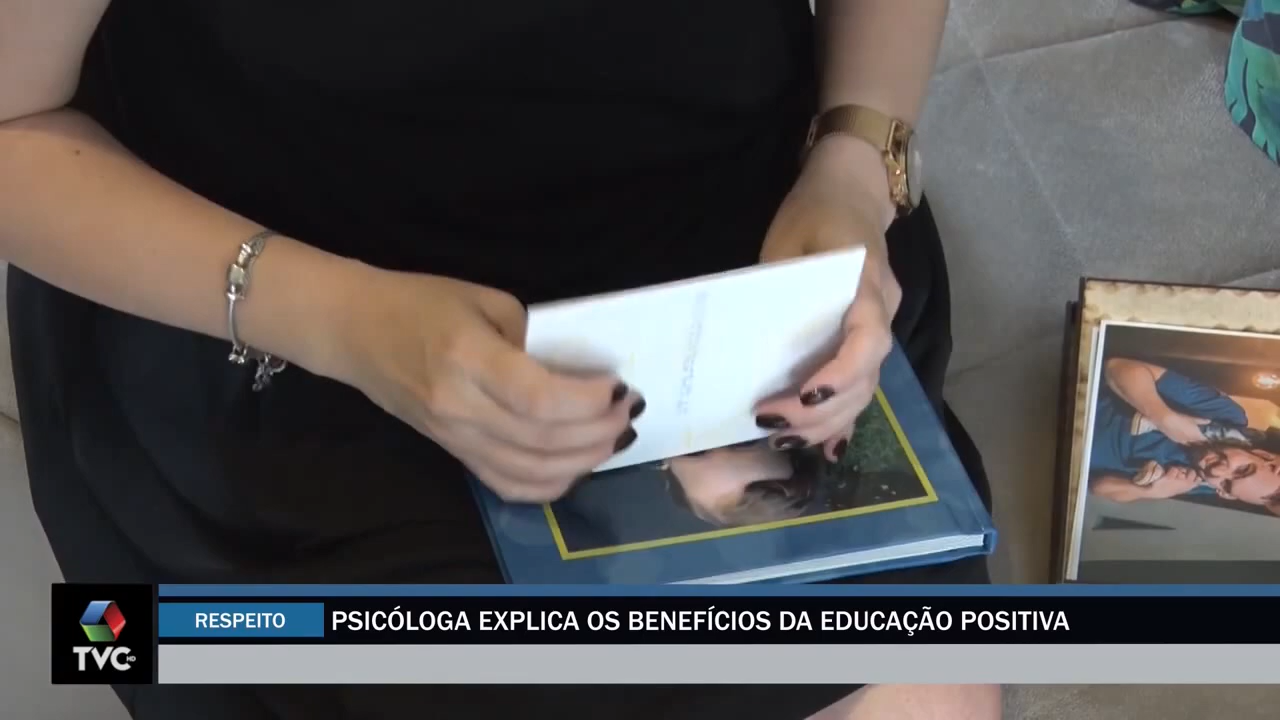 RESPEITO
PSICÓLOGA EXPLICA OS BENEFÍCIOS DA EDUCAÇÃO POSITIVA
TVC HD